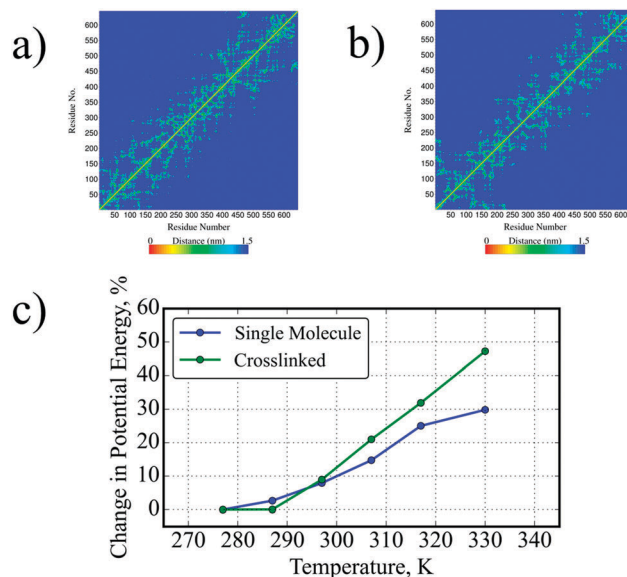 a)
650
600
550
500
450
400
350
300
250
200
150
100
50
Residue No.
50 100 150 200 250 300 350 400 450 500 550 600
Residue Number
0 Distance (nm) 1.5
b)
650
600
550
500
450
400
350
300
250
200
150
100
50
Residue No.
50 100 150 200 250 300 350 400 450 500 550 600
Residue Number
0 Distance (nm) 1.5
c)
Change in Potential Energy, %
60
50
40
30
20
10
0
Single Molecule
Crosslinked
270 280 290 300 310 320 330 340
Temperature, K